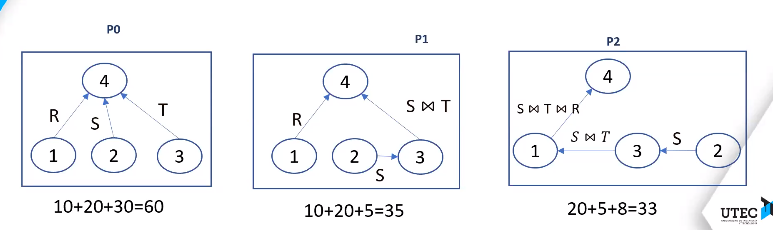 P0
4
R
S
T
1
2
3
10+20+30=60
P1
4
R
S ⋈ T
1
2
3
S
10+20+5=35
P2
4
S ⋈ T ⋈ R
S ⋈ T
S
1
3
2
20+5+8=33
UTEC